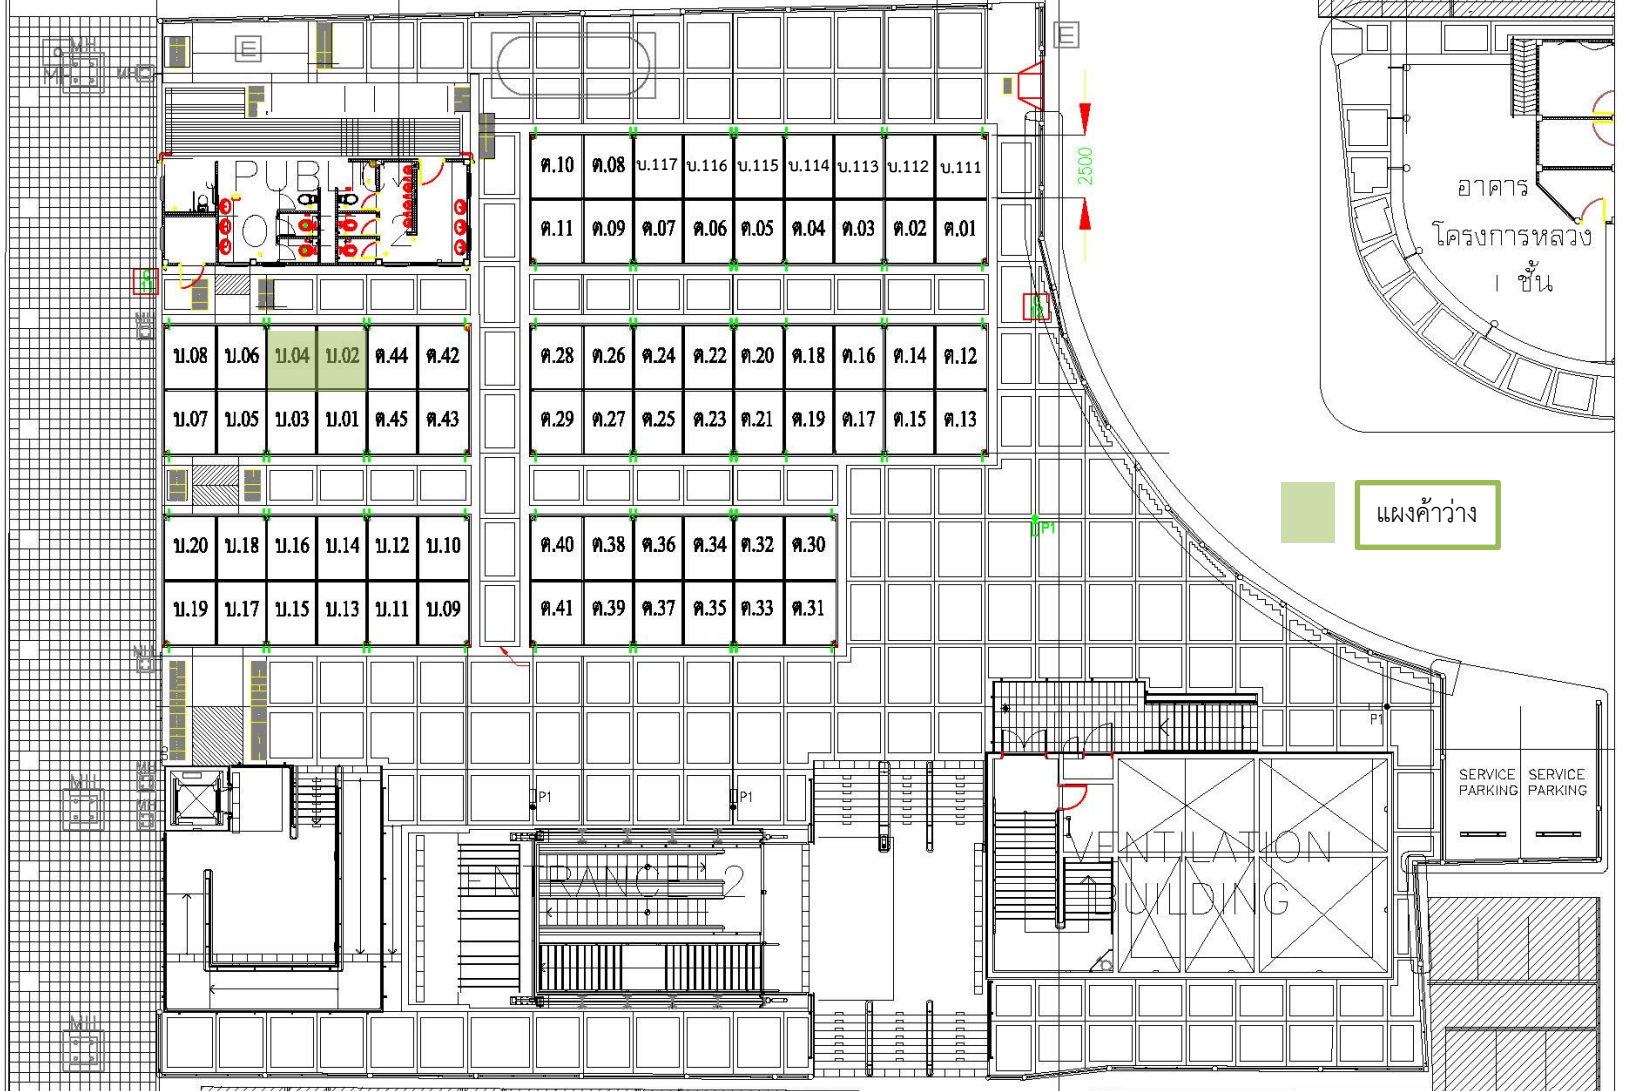 MH
E
E
MH
MH
PUBLIC
ต.10 ต.08 บ.117 บ.116 บ.115 บ.114 บ.113 บ.112 บ.111
2500
ต.11 ต.09 ต.07 ต.06 ต.05 ต.04 ต.03 ต.02 ต.01
อาคาร
โครงการหลวง
1 ชั้น
บ.08 บ.06 บ.04 บ.02 ต.44 ต.42
ต.28 ต.26 ต.24 ต.22 ต.20 ต.18 ต.16 ต.14 ต.12
บ.07 บ.05 บ.03 บ.01 ต.45 ต.43
ต.29 ต.27 ต.25 ต.23 ต.21 ต.19 ต.17 ต.15 ต.13
แผงค้าว่าง
P1
บ.20 บ.18 บ.16 บ.14 บ.12 บ.10
ต.40 ต.38 ต.36 ต.34 ต.32 ต.30
บ.19 บ.17 บ.15 บ.13 บ.11 บ.09
ต.41 ต.39 ต.37 ต.35 ต.33 ต.31
P1
MH
P1
P1
SERVICE PARKING
SERVICE PARKING
ENTRANCE 2
VENTILATION
BUILDING
MH